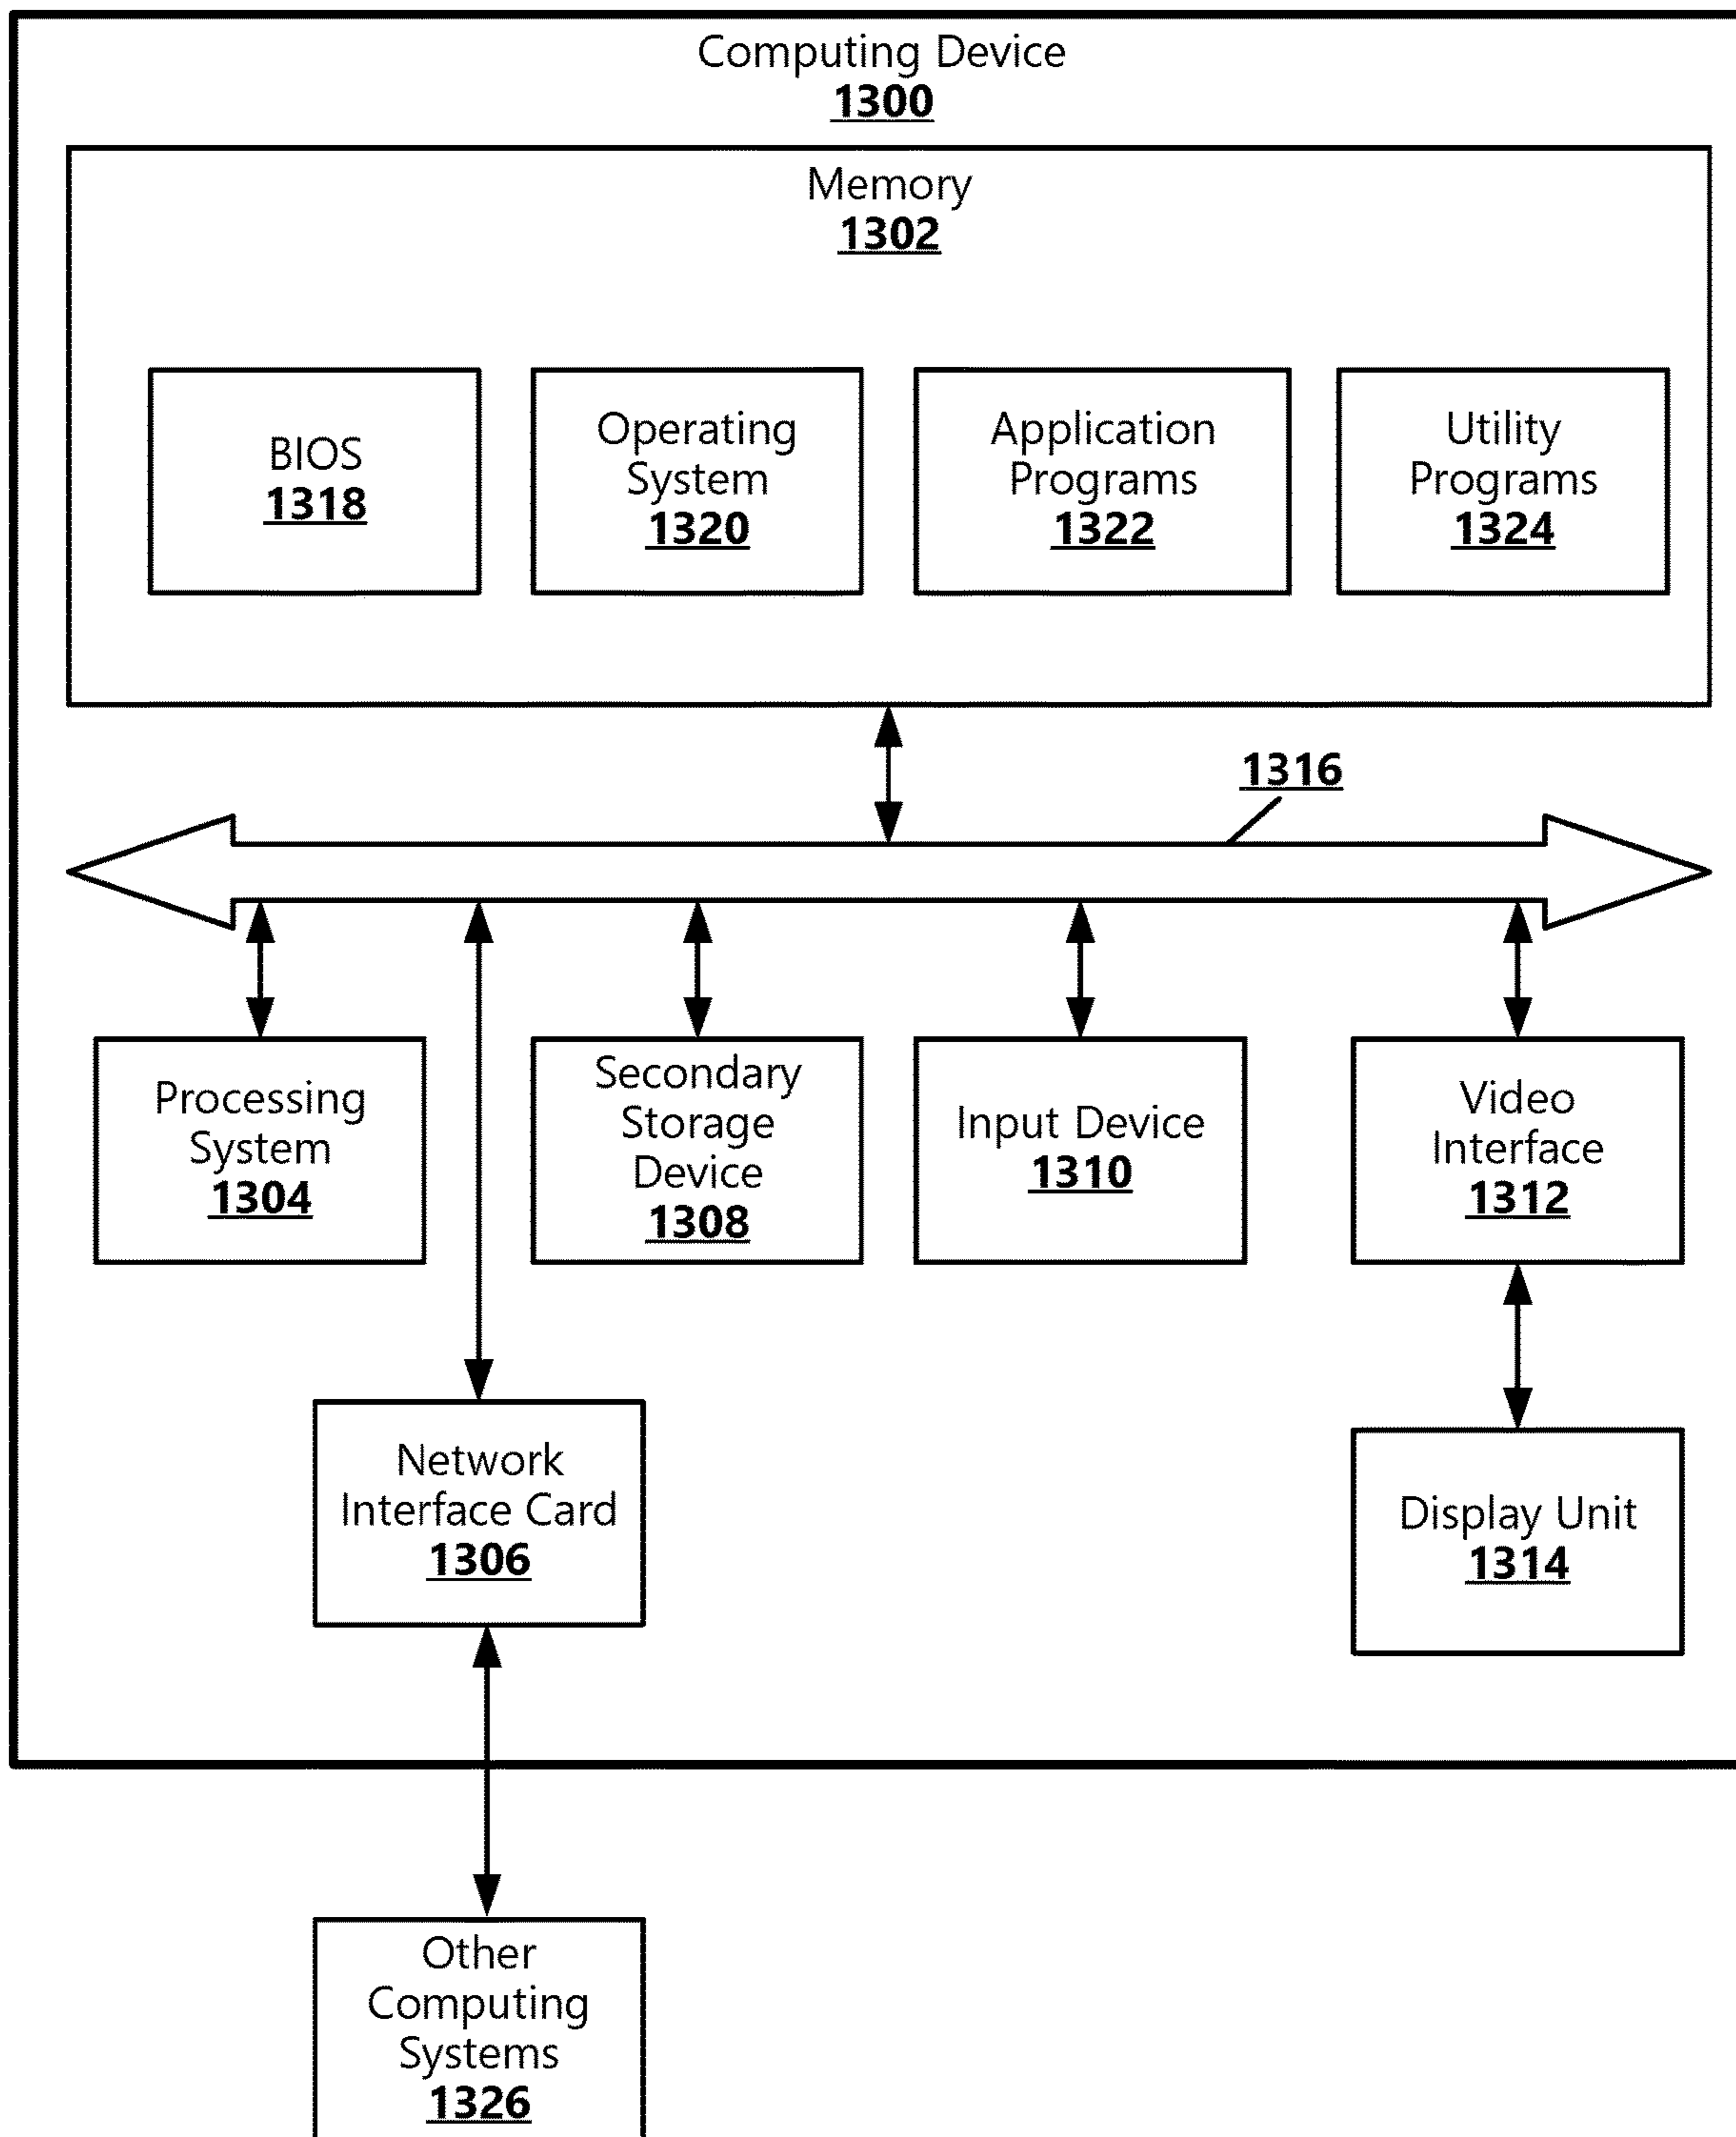 Computing Device
1300
Memory
1302
BIOS
1318
Operating
System
1320
Application
Programs
1322
Utility
Programs
1324
1316
Processing
System
1304
Secondary
Storage
Device
1308
Input Device
1310
Video
Interface
1312
Network
Interface Card
1306
Display Unit
1314
Other
Computing
Systems
1326